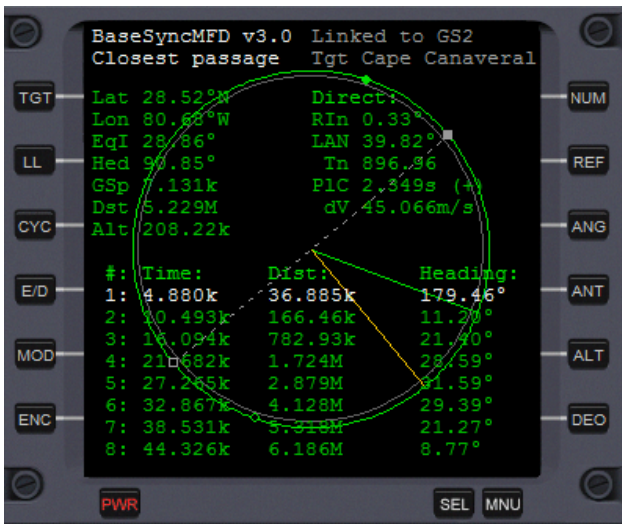 BaseSyncMFD v3.0 Linked to GS2
Closest passage Tgt Cape Canaveral
TGT Lat 28.52°N Direct: NUM
Lon 80.68°W RIn 0.33°
EqI 28.86° LAN 39.82°
LL Hed 90.85° Tn 896.96 REF
GSp 7.131k PlC 2.349s (+)
Dst 5.229M dV 45.066m/s
CYC Alt 208.22k ANG
#: Time: Dist: Heading:
E/D 1: 4.880k 36.885k 179.46° ANT
2: 10.493k 166.46k
3: 16.094k 782.93k 21.40°
MOD 4: 21.682k 1.724M 28.59° ALT
5: 27.265k 2.879M 31.59°
6: 32.867k 4.128M 29.39°
ENC 7: 38.531k 5.318M 21.27° DEO
8: 44.326k 6.186M 8.77°
PWR SEL MNU